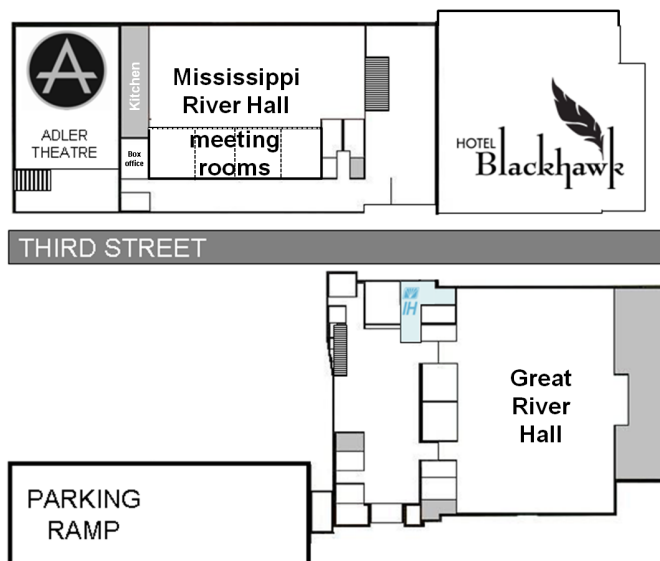 A
ADLER
THEATRE
Kitchen
Box
office
Mississippi
River Hall
meeting
rooms
HOTEL
Blackhawk
THIRD STREET
IH
Great
River
Hall
PARKING
RAMP